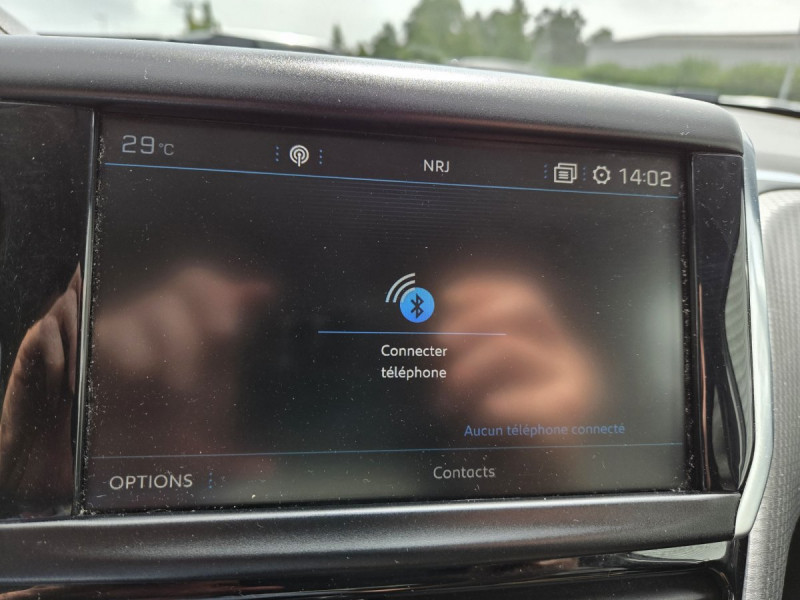 29°C
NRJ
14:02
Connecter
téléphone
Aucun téléphone connecté
OPTIONS
Contacts